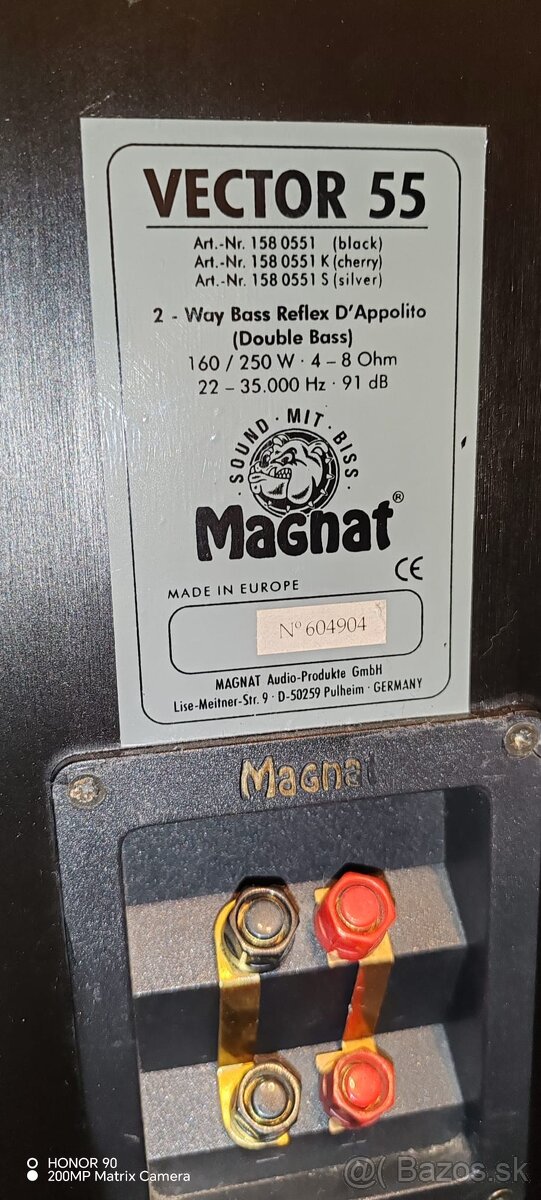 VECTOR 55
Art.-Nr. 158 0551 (black)
Art.-Nr. 158 0551 K (cherry)
Art.-Nr. 158 0551 S (silver)
2 - Way Bass Reflex D'Appolito
(Double Bass)
160 / 250 W · 4 – 8 Ohm
22 – 35.000 Hz · 91 dB
· SOUND · MIT · BISS ·
Magnat®
CE
MADE IN EUROPE
Nº 604904
MAGNAT Audio-Produkte GmbH
Lise-Meitner-Str. 9 · D-50259 Pulheim · GERMANY
Magnat
HONOR 90
200MP Matrix Camera
@ Bazos.sk